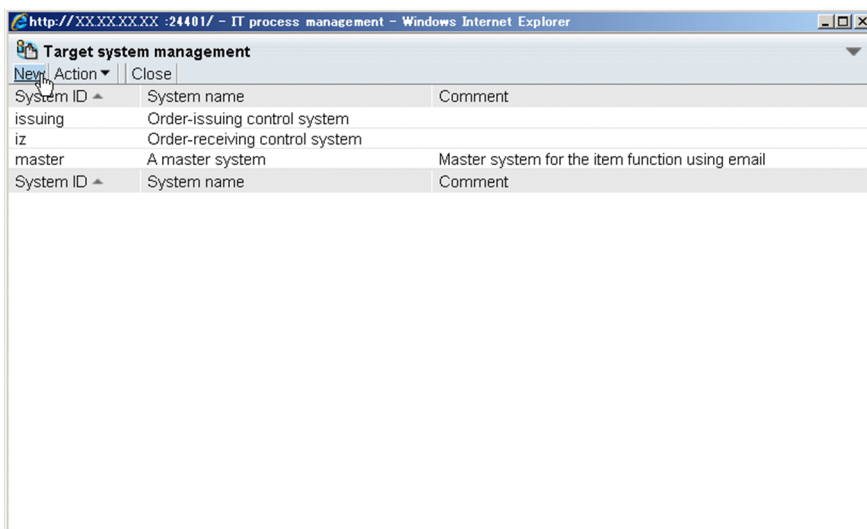 http://XX.XX.XX.XX :24401/ - IT process management - Windows Internet Explorer
Target system management
New Action Close
System ID System name Comment
issuing Order-issuing control system
iz Order-receiving control system
master A master system Master system for the item function using email
System ID System name Comment